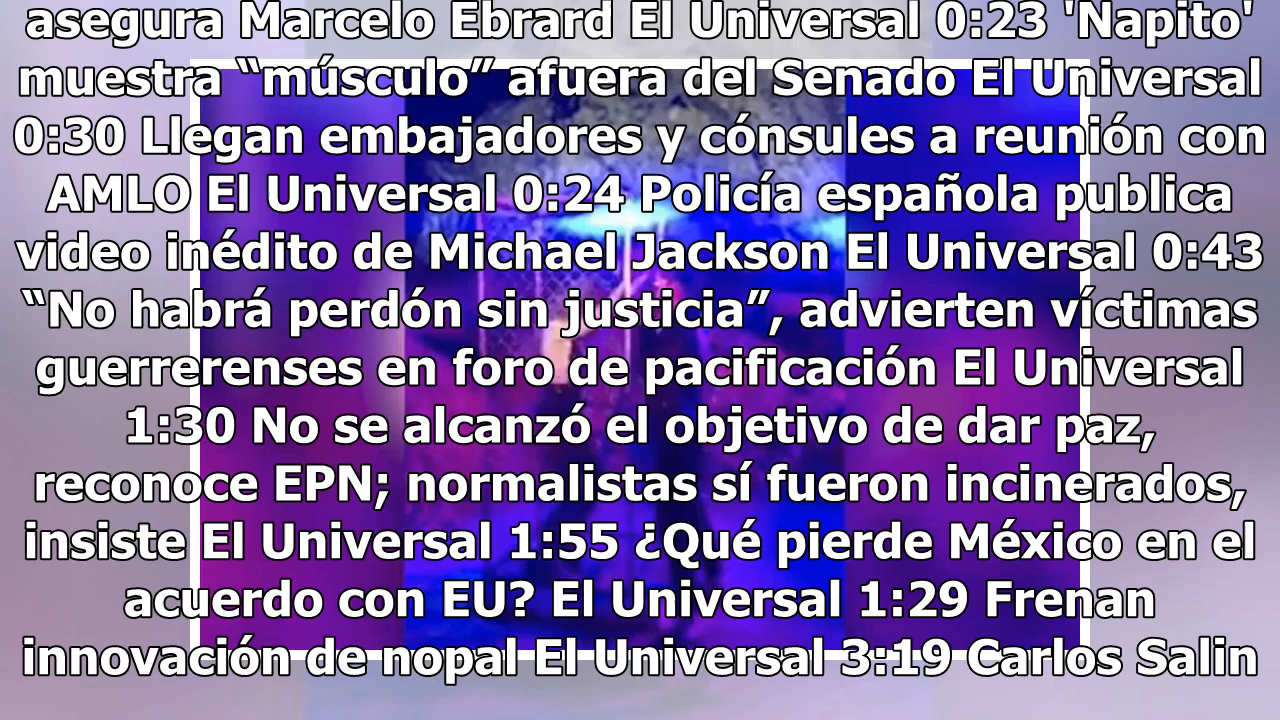 asegura Marcelo Ebrard El Universal 0:23 'Napito'
muestra “músculo” afuera del Senado El Universal
0:30 Llegan embajadores y cónsules a reunión con
AMLO El Universal 0:24 Policía española publica
video inédito de Michael Jackson El Universal 0:43
“No habrá perdón sin justicia”, advierten víctimas
guerrerenses en foro de pacificación El Universal
1:30 No se alcanzó el objetivo de dar paz,
reconoce EPN; normalistas sí fueron incinerados,
insiste El Universal 1:55 ¿Qué pierde México en el
acuerdo con EU? El Universal 1:29 Frenan
innovación de nopal El Universal 3:19 Carlos Salin